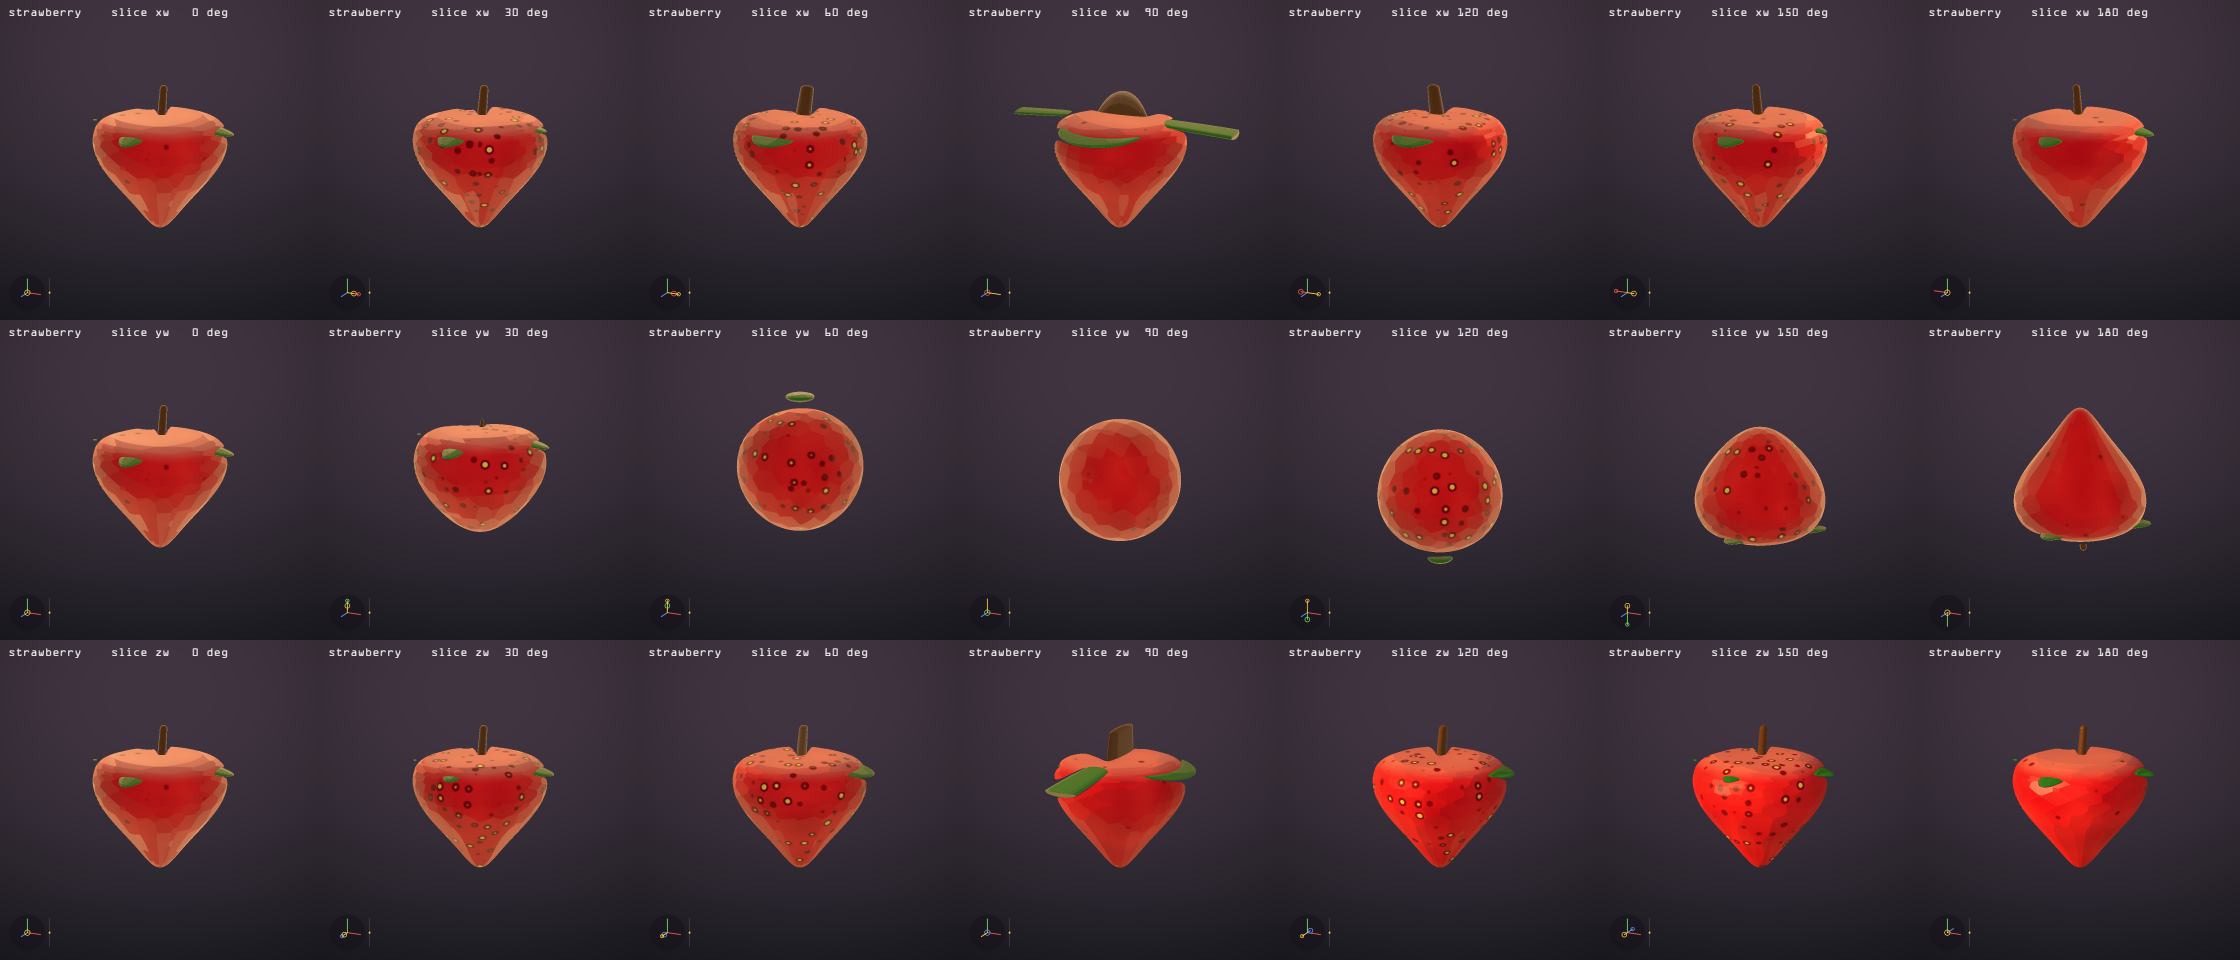 strawberry slice xw 0 deg
strawberry slice xw 30 deg
strawberry slice xw 60 deg
strawberry slice xw 90 deg
strawberry slice xw 120 deg
strawberry slice xw 150 deg
strawberry slice xw 180 deg
strawberry slice yw 0 deg
strawberry slice yw 30 deg
strawberry slice yw 60 deg
strawberry slice yw 90 deg
strawberry slice yw 120 deg
strawberry slice yw 150 deg
strawberry slice yw 180 deg
strawberry slice zw 0 deg
strawberry slice zw 30 deg
strawberry slice zw 60 deg
strawberry slice zw 90 deg
strawberry slice zw 120 deg
strawberry slice zw 150 deg
strawberry slice zw 180 deg